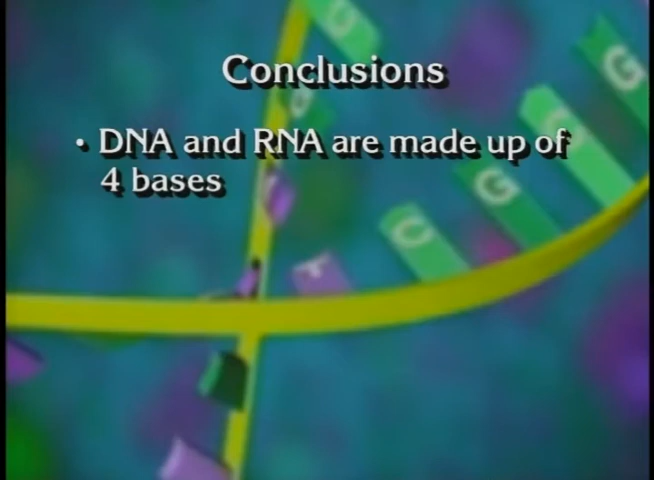 Conclusions
• DNA and RNA are made up of
4 bases
G
G
C